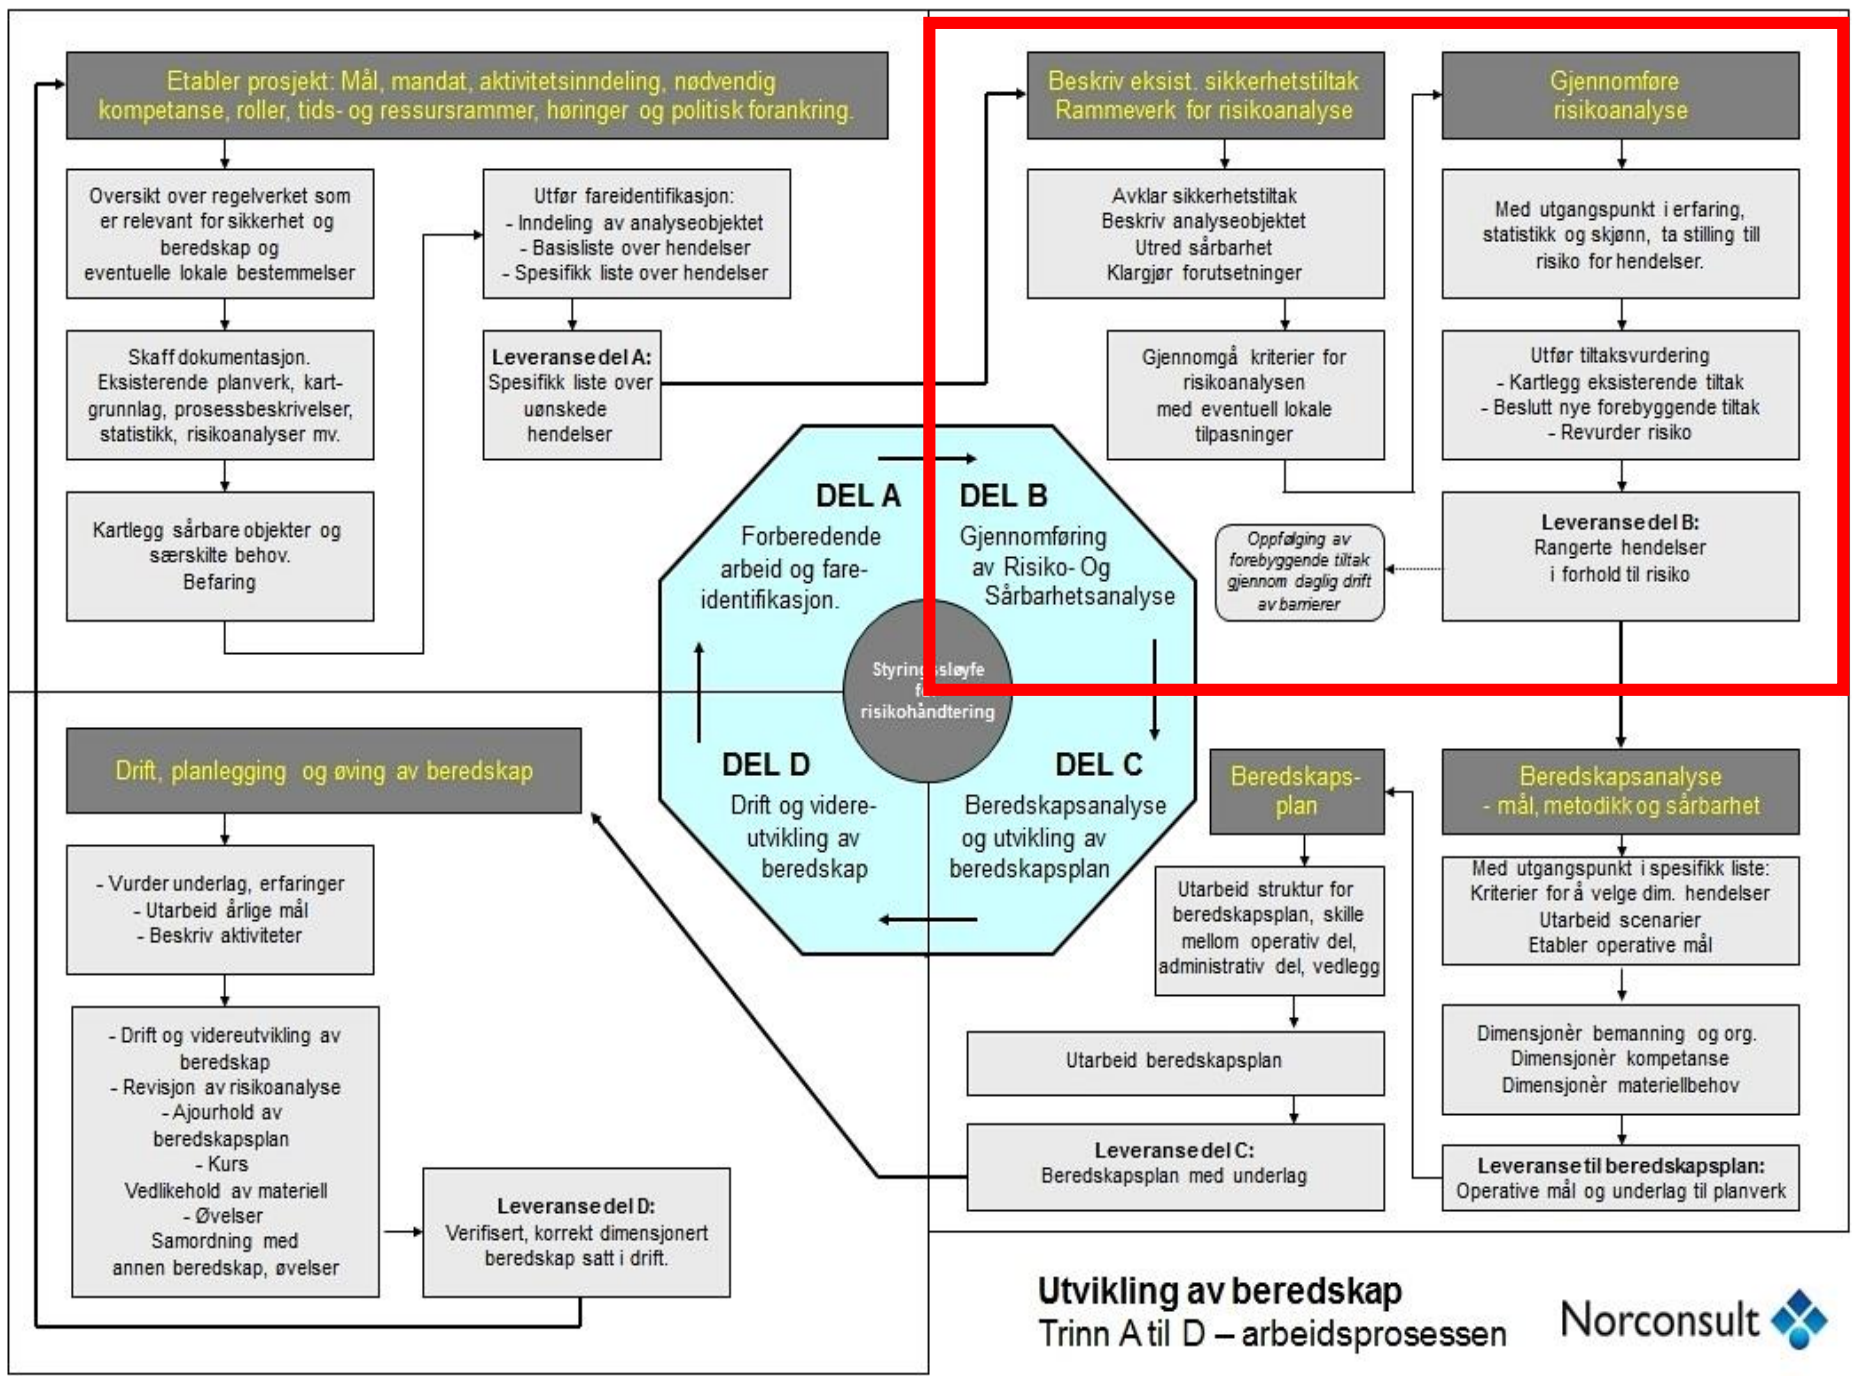 Etabler prosjekt: Mål, mandat, aktivitetsinndeling, nødvendig
kompetanse, roller, tids- og ressursrammer, høringer og politisk forankring.
Oversikt over regelverket som
er relevant for sikkerhet og
beredskap og
eventuelle lokale bestemmelser
Skaff dokumentasjon.
Eksisterende planverk, kart-
grunnlag, prosessbeskrivelser,
statistikk, risikoanalyser mv.
Kartlegg sårbare objekter og
særskilte behov.
Befaring
Utfør fareidentifikasjon:
- Inndeling av analyseobjektet
- Basisliste over hendelser
- Spesifikk liste over hendelser
Leveranse del A:
Spesifikk liste over
uønskede
hendelser
Beskriv eksist. sikkerhetstiltak
Rammeverk for risikoanalyse
Avklar sikkerhetstiltak
Beskriv analyseobjektet
Utred sårbarhet
Klargjør forutsetninger
Gjennomgå kriterier for
risikoanalysen
med eventuell lokale
tilpasninger
Gjennomføre
risikoanalyse
Med utgangspunkt i erfaring,
statistikk og skjønn, ta stilling till
risiko for hendelser.
Utfør tiltaksvurdering
- Kartlegg eksisterende tiltak
- Beslutt nye forebyggende tiltak
- Revurder risiko
Leveranse del B:
Rangerte hendelser
i forhold til risiko
Oppfølging av
forebyggende tiltak
gjennom daglig drift
av barrierer
DEL A
Forberedende
arbeid og fare-
identifikasjon.
DEL B
Gjennomføring
av Risiko- Og
Sårbarhetsanalyse
Styringssløyfe
for
risikohåndtering
DEL D
Drift og videre-
utvikling av
beredskap
DEL C
Beredskapsanalyse
og utvikling av
beredskapsplan
Beredskapsanalyse
- mål, metodikk og sårbarhet
Med utgangspunkt i spesifikk liste:
Kriterier for å velge dim. hendelser
Utarbeid scenarier
Etabler operative mål
Dimensjonèr bemanning og org.
Dimensjonèr kompetanse
Dimensjonèr materiellbehov
Leveranse til beredskapsplan:
Operative mål og underlag til planverk
Beredskaps-
plan
Utarbeid struktur for
beredskapsplan, skille
mellom operativ del,
administrativ del, vedlegg
Utarbeid beredskapsplan
Leveranse del C:
Beredskapsplan med underlag
Drift, planlegging og øving av beredskap
- Vurder underlag, erfaringer
- Utarbeid årlige mål
- Beskriv aktiviteter
- Drift og videreutvikling av
beredskap
- Revisjon av risikoanalyse
- Ajourhold av
beredskapsplan
- Kurs
Vedlikehold av materiell
- Øvelser
Samordning med
annen beredskap, øvelser
Leveranse del D:
Verifisert, korrekt dimensjonert
beredskap satt i drift.
Utvikling av beredskap
Trinn A til D – arbeidsprosessen
Norconsult